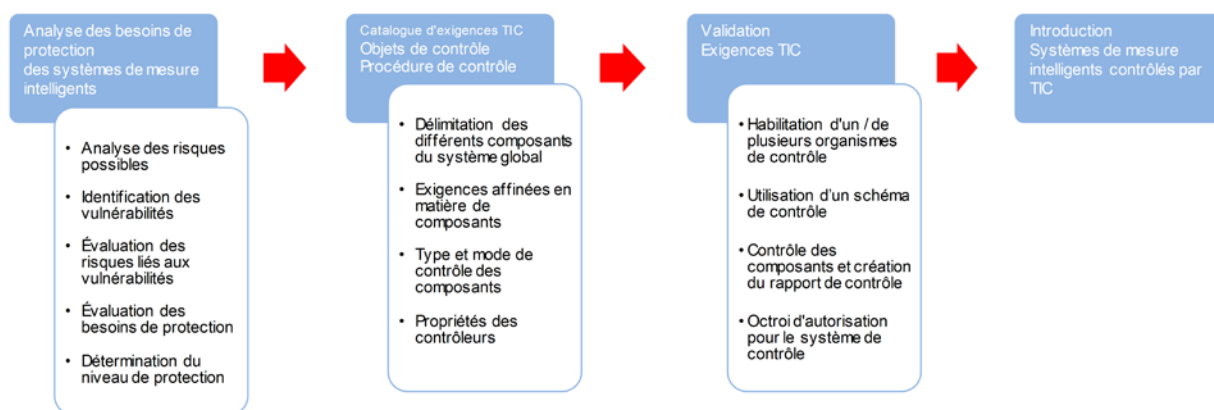 Analyse des besoins de
protection
des systèmes de mesure
intelligents
• Analyse des risques
possibles
• Identification des
vulnérabilités
• Évaluation des
risques liés aux
vulnérabilités
• Évaluation des
besoins de protection
• Détermination du
niveau de protection
Catalogue d'exigences TIC
Objets de contrôle
Procédure de contrôle
• Délimitation des
différents composants
du système global
• Exigences affinées en
matière de
composants
• Type et mode de
contrôle des
composants
• Propriétés des
contrôleurs
Validation
Exigences TIC
• Habilitation d'un / de
plusieurs organismes
de contrôle
• Utilisation d'un schéma
de contrôle
• Contrôle des
composants et création
du rapport de contrôle
• Octroi d'autorisation
pour le système de
contrôle
Introduction
Systèmes de mesure
intelligents contrôlés par
TIC